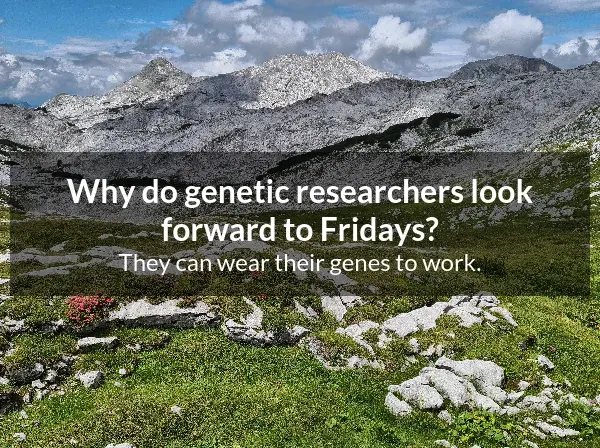 Why do genetic researchers look
forward to Fridays?
They can wear their genes to work.